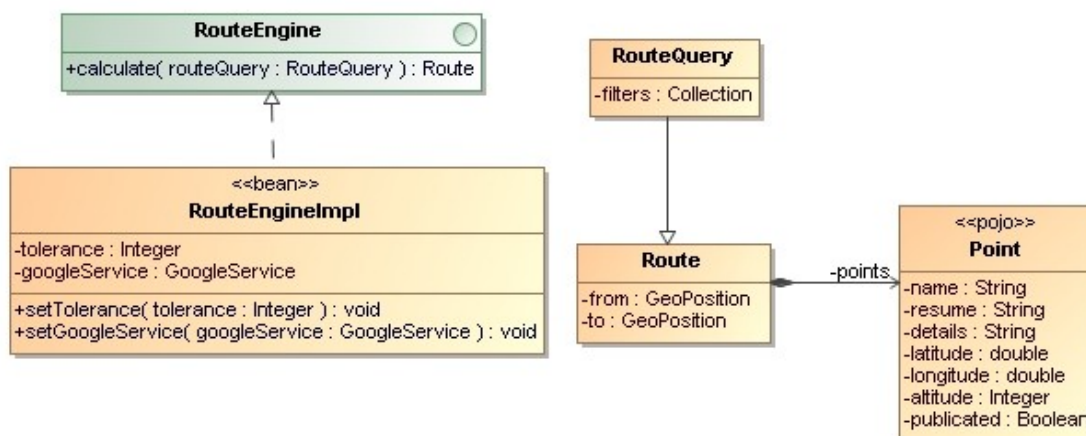 RouteEngine
+calculate( routeQuery : RouteQuery ) : Route
<<bean>>
RouteEngineImpl
-tolerance : Integer
-googleService : GoogleService
+setTolerance( tolerance : Integer ) : void
+setGoogleService( googleService : GoogleService ) : void
RouteQuery
-filters : Collection
Route
-from : GeoPosition
-to : GeoPosition
-points
<<pojo>>
Point
-name : String
-resume : String
-details : String
-latitude : double
-longitude : double
-altitude : Integer
-publicated : Boolean